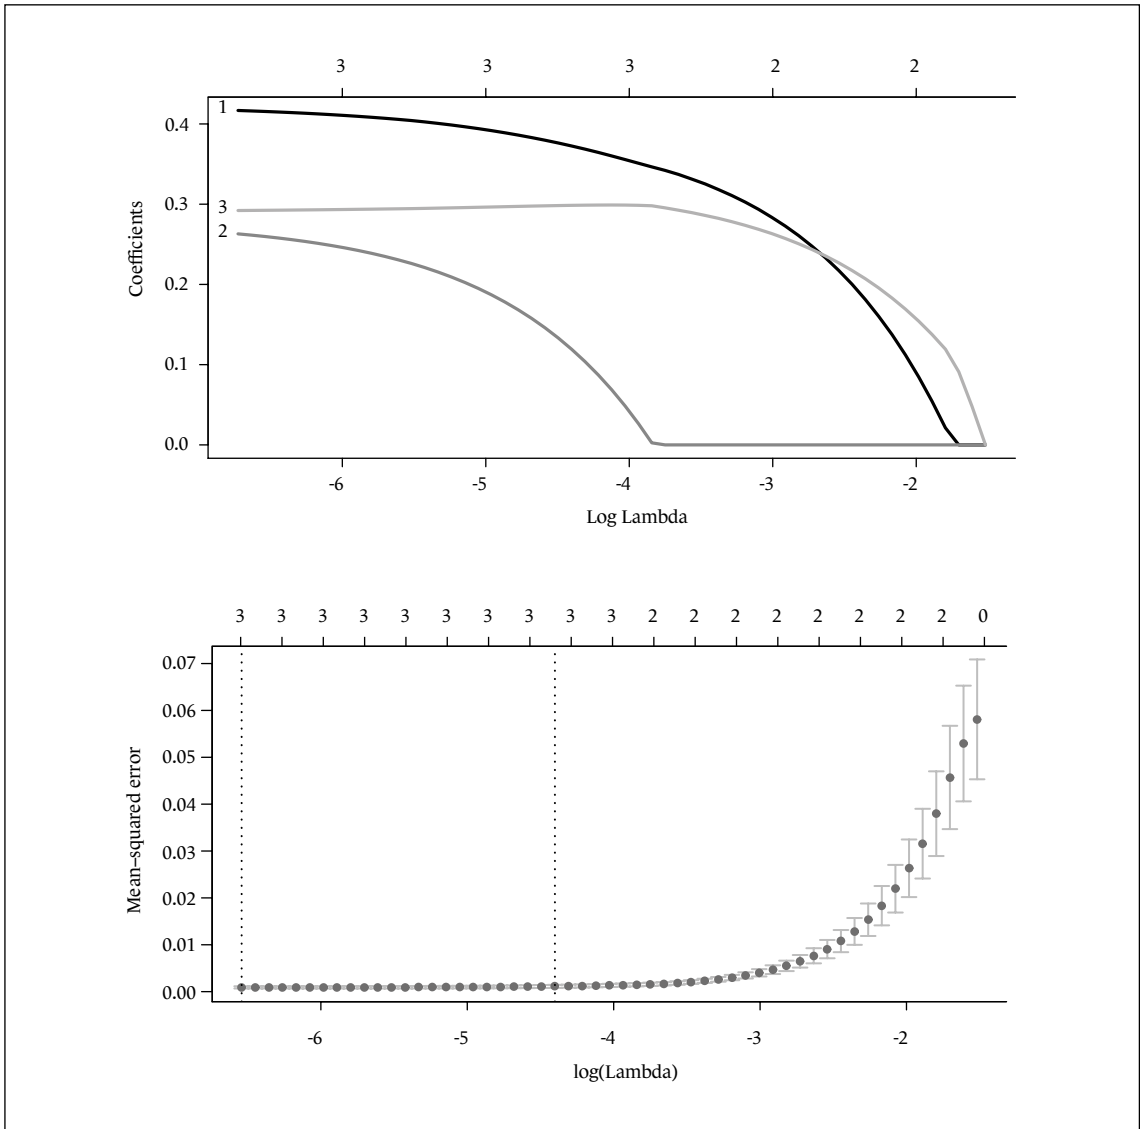 3 3 3 2 2
1
3
2
0.4
0.3
0.2
0.1
0.0
Coefficients
-6 -5 -4 -3 -2
Log Lambda
3 3 3 3 3 3 3 3 3 3 2 2 2 2 2 2 2 2 0
0.07
0.06
0.05
0.04
0.03
0.02
0.01
0.00
Mean–squared error
-6 -5 -4 -3 -2
log(Lambda)